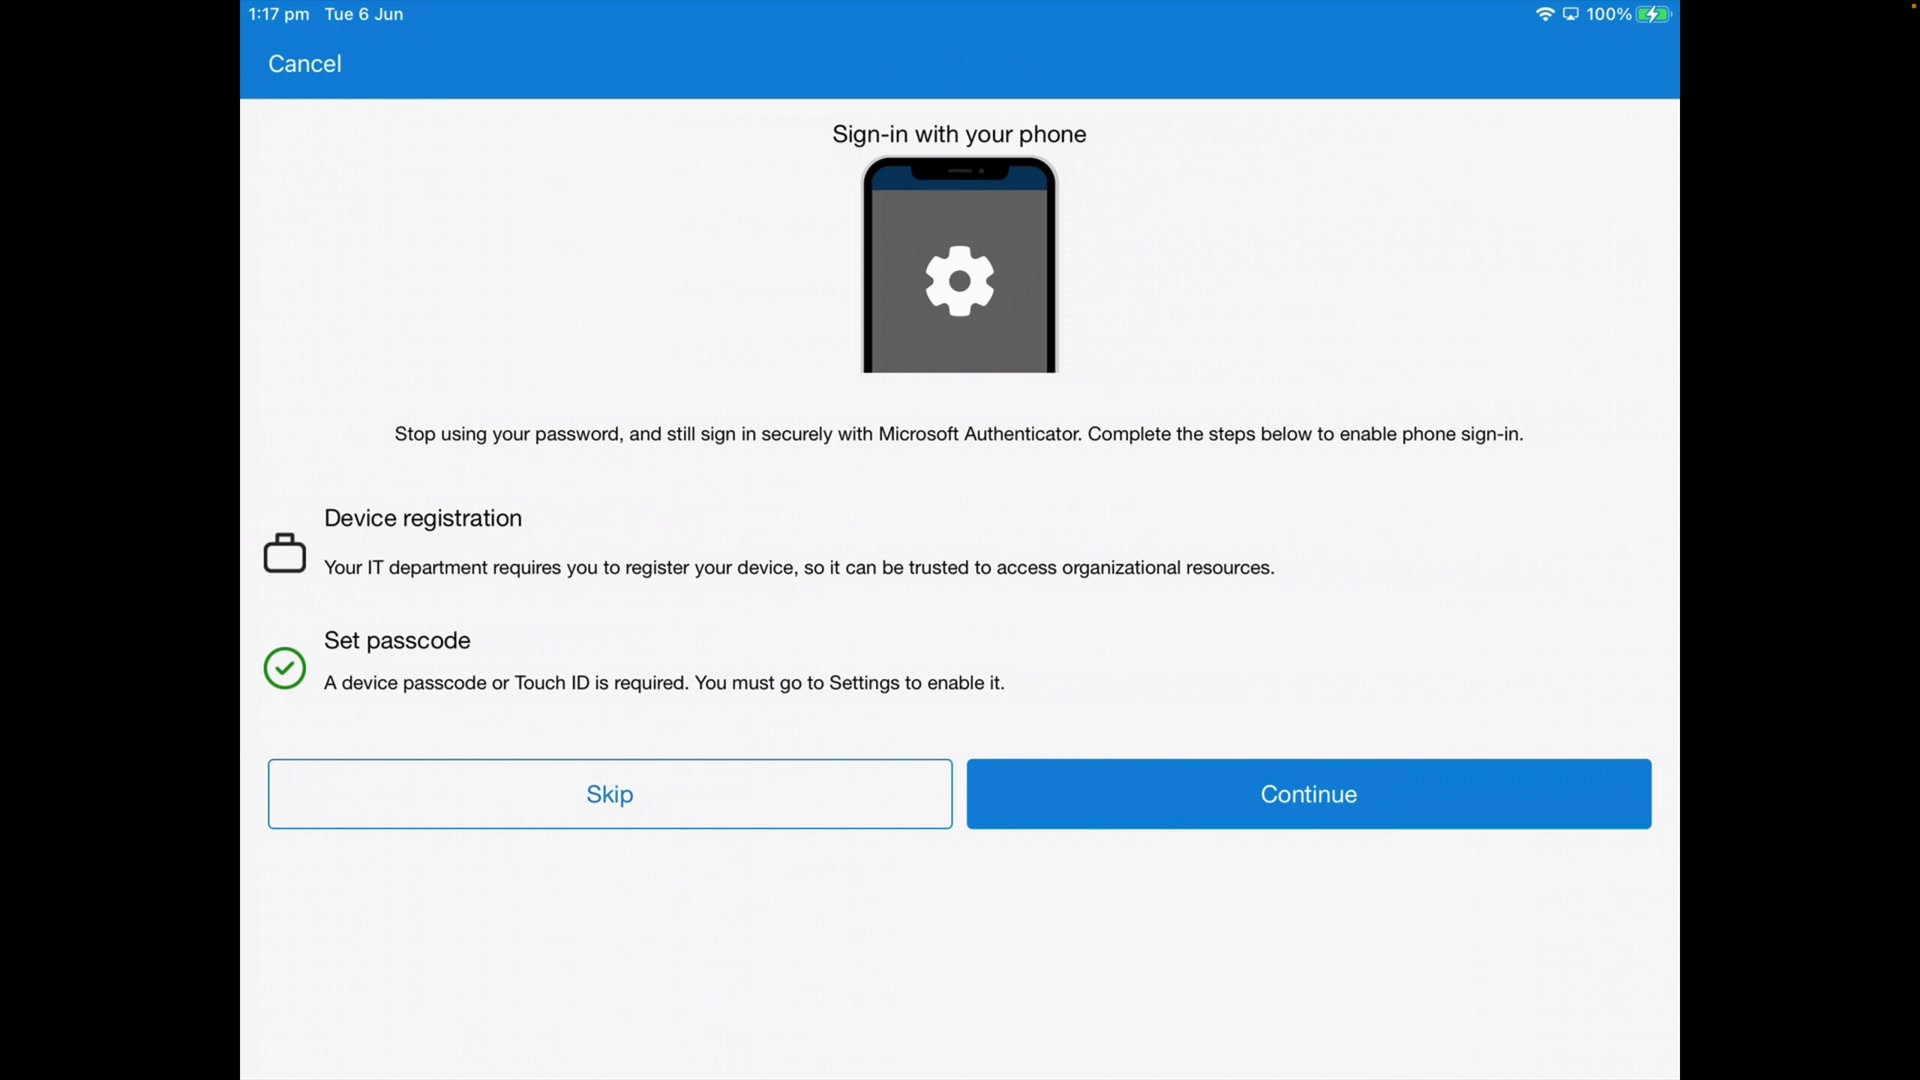 1:17 pm Tue 6 Jun 100%
Cancel
Sign-in with your phone
Stop using your password, and still sign in securely with Microsoft Authenticator. Complete the steps below to enable phone sign-in.
Device registration
Your IT department requires you to register your device, so it can be trusted to access organizational resources.
Set passcode
A device passcode or Touch ID is required. You must go to Settings to enable it.
Skip Continue